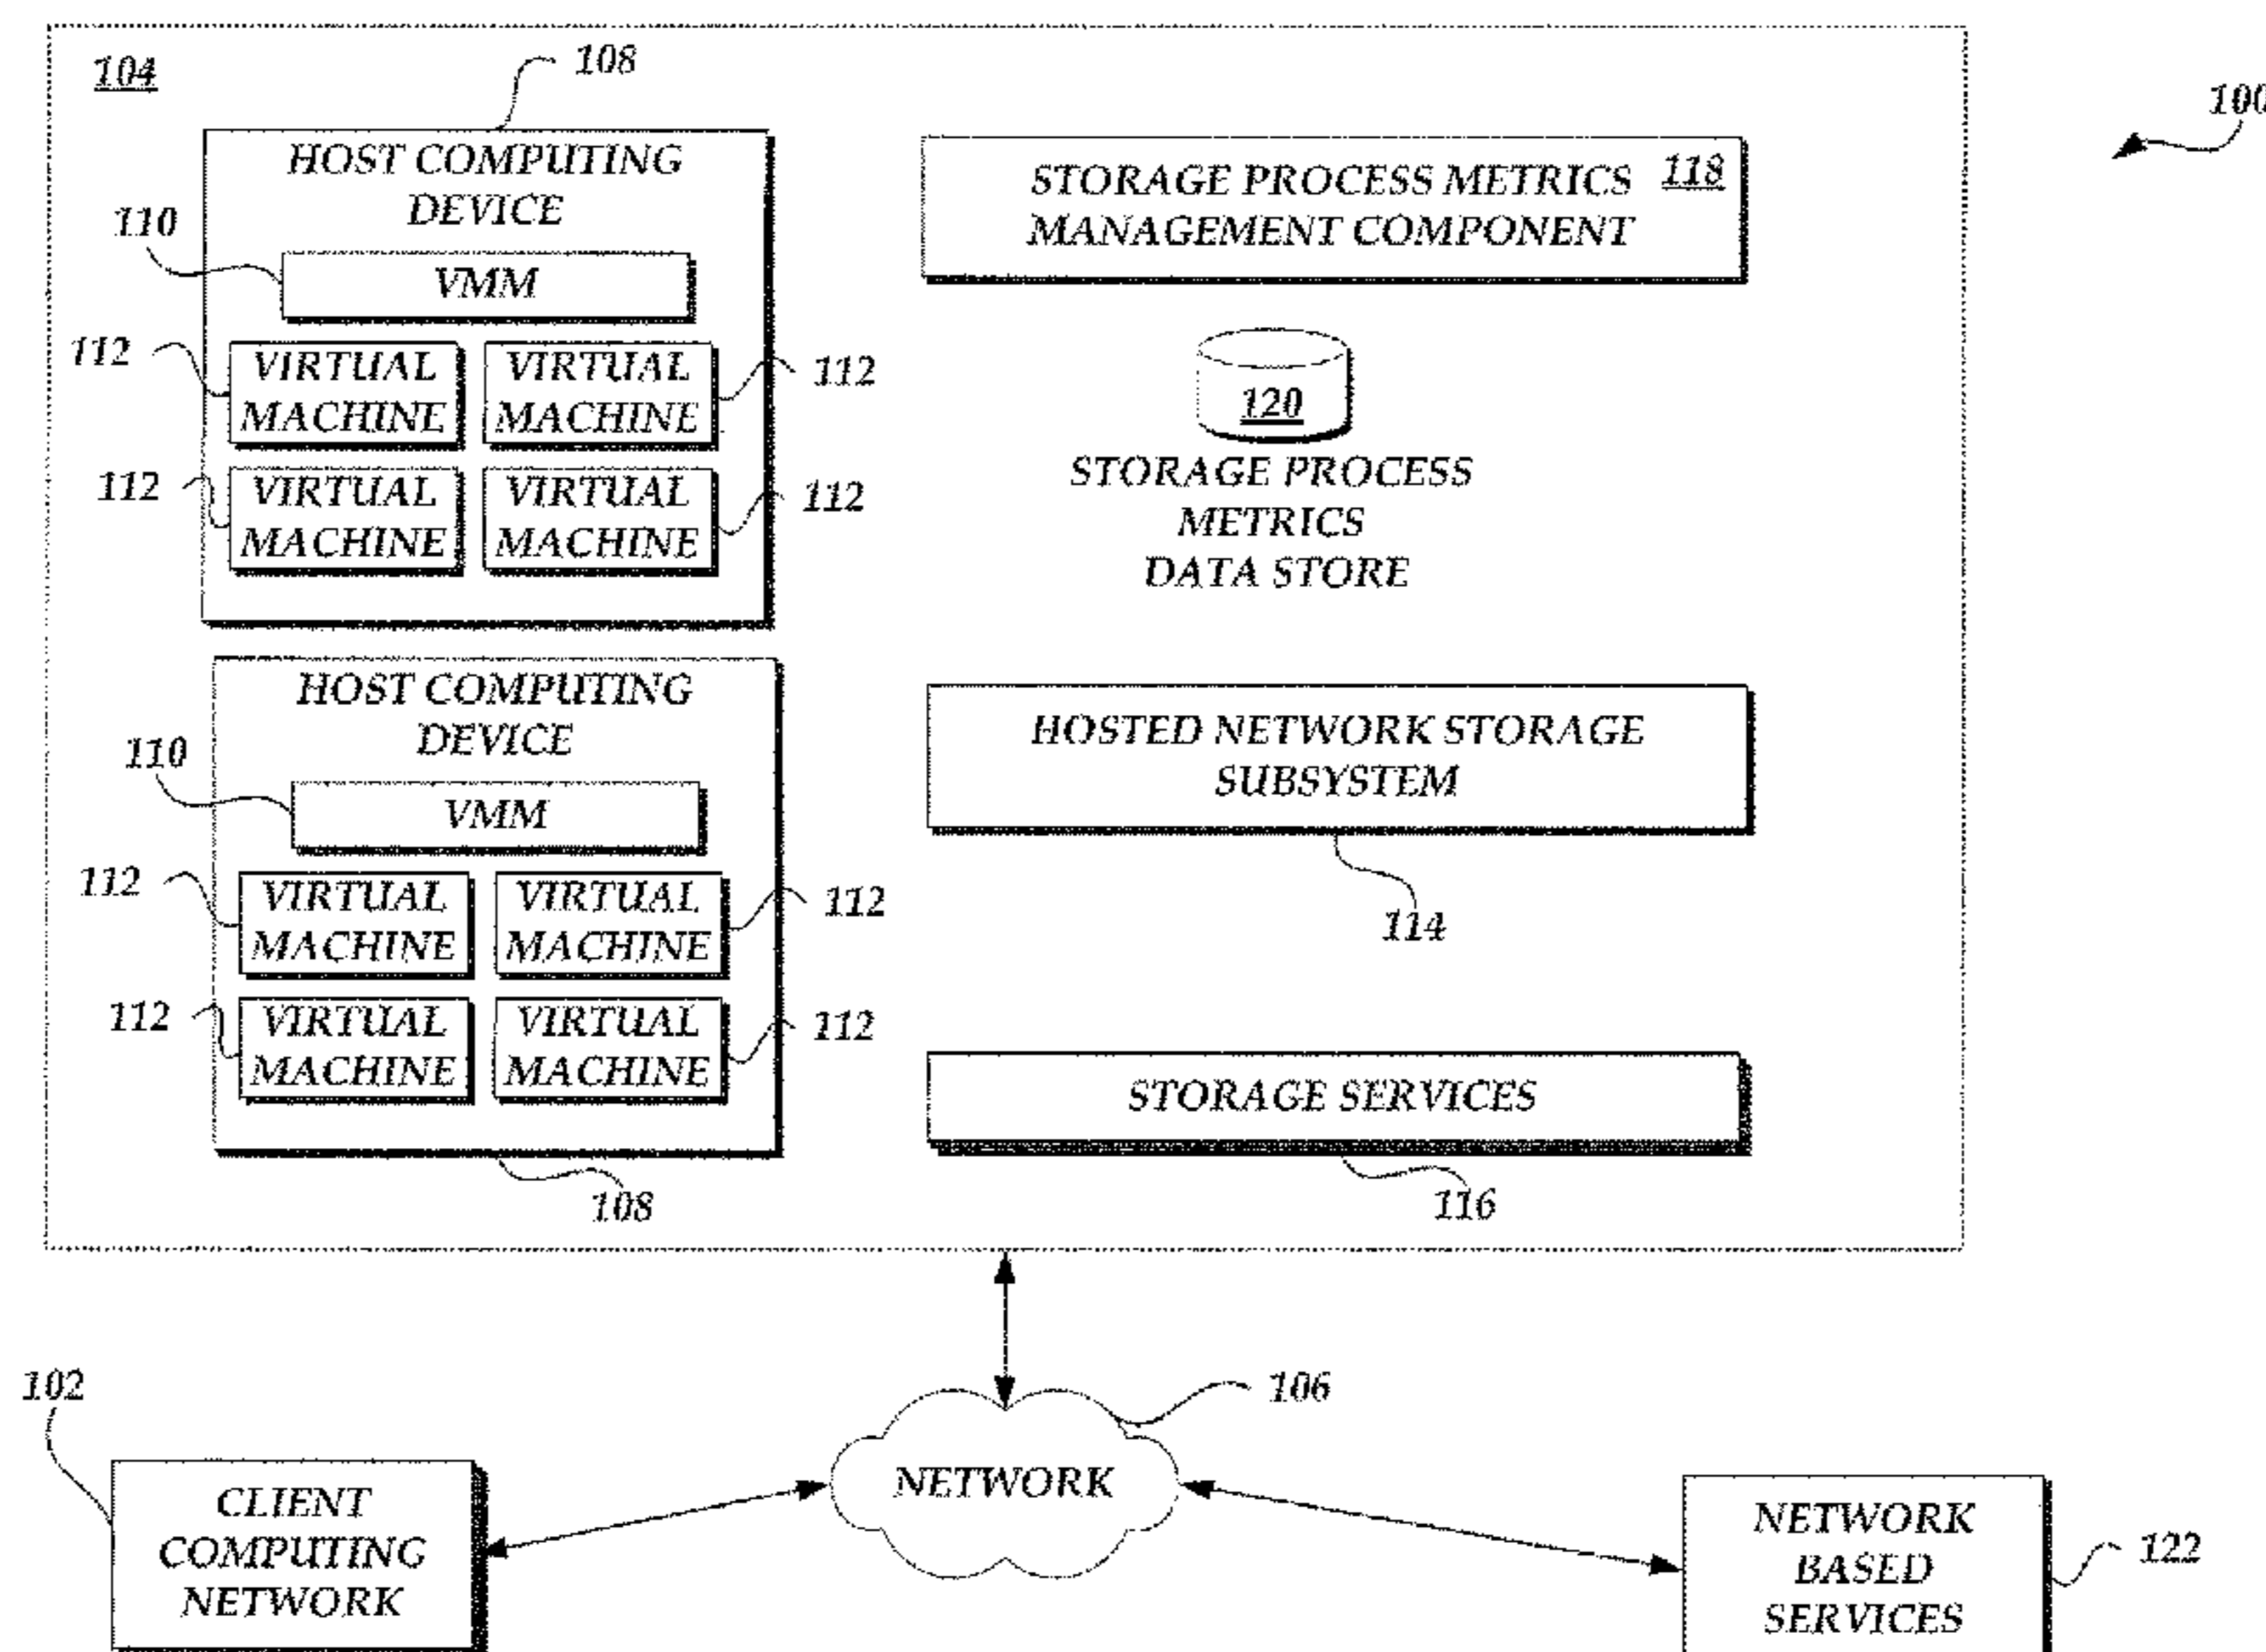 104
108
100
HOST COMPUTING
DEVICE
110
VMM
112
VIRTUAL
MACHINE
VIRTUAL
MACHINE
112
112
VIRTUAL
MACHINE
VIRTUAL
MACHINE
112
STORAGE PROCESS METRICS 118
MANAGEMENT COMPONENT
120
STORAGE PROCESS
METRICS
DATA STORE
HOST COMPUTING
DEVICE
110
VMM
112
VIRTUAL
MACHINE
VIRTUAL
MACHINE
112
112
VIRTUAL
MACHINE
VIRTUAL
MACHINE
112
108
HOSTED NETWORK STORAGE
SUBSYSTEM
114
STORAGE SERVICES
116
102
CLIENT
COMPUTING
NETWORK
106
NETWORK
NETWORK
BASED
SERVICES
122